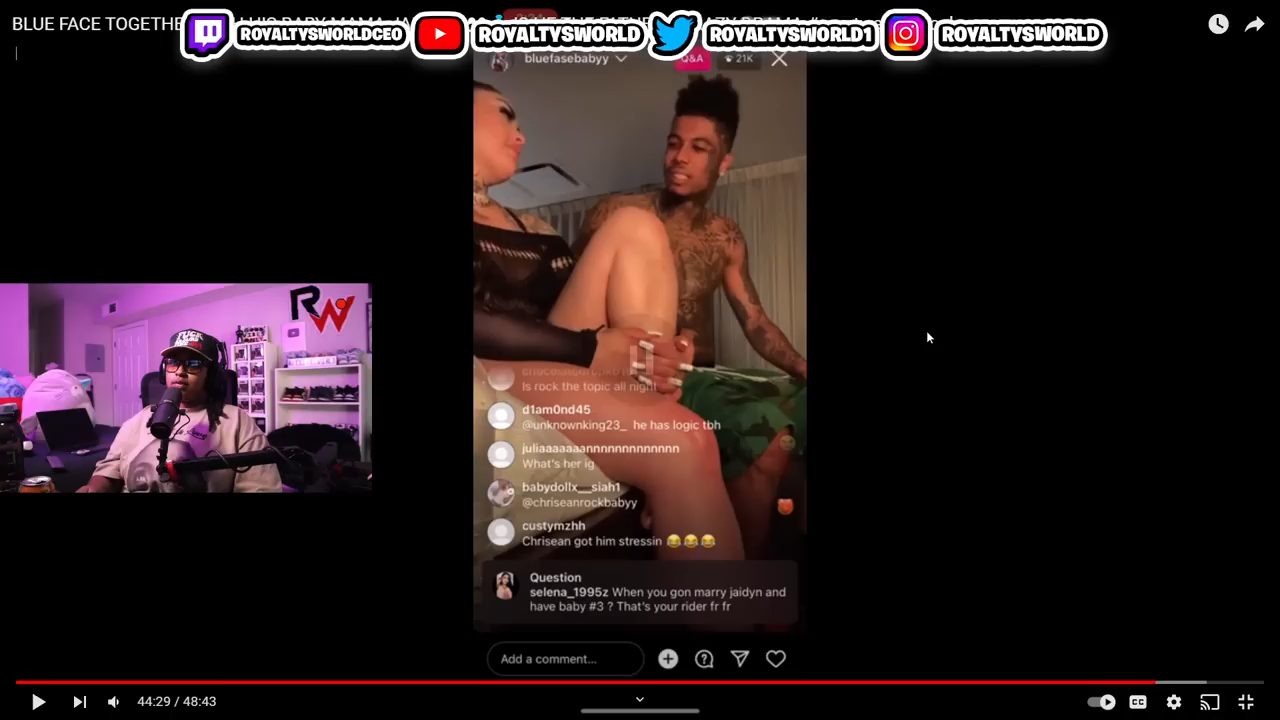 BLUE FACE TOGETHE
ROYALTYSWORLDCEO
ROYALTYSWORLD
ROYALTYSWORLD1
ROYALTYSWORLD
bluefasebabyy
Q&A
21K
RW
Is rock the topic all night
d1am0nd45
@unknownking23_ he has logic tbh
juliaaaaaaannnnnnnnnnnnn
What's her ig
babydollx__siah1
@chriseanrockbabyy
custymzhh
Chrisean got him stressin 😂😂😂
Question
selena_1995z When you gon marry jaidyn and
have baby #3 ? That's your rider fr fr
Add a comment...
44:29 / 48:43
CC